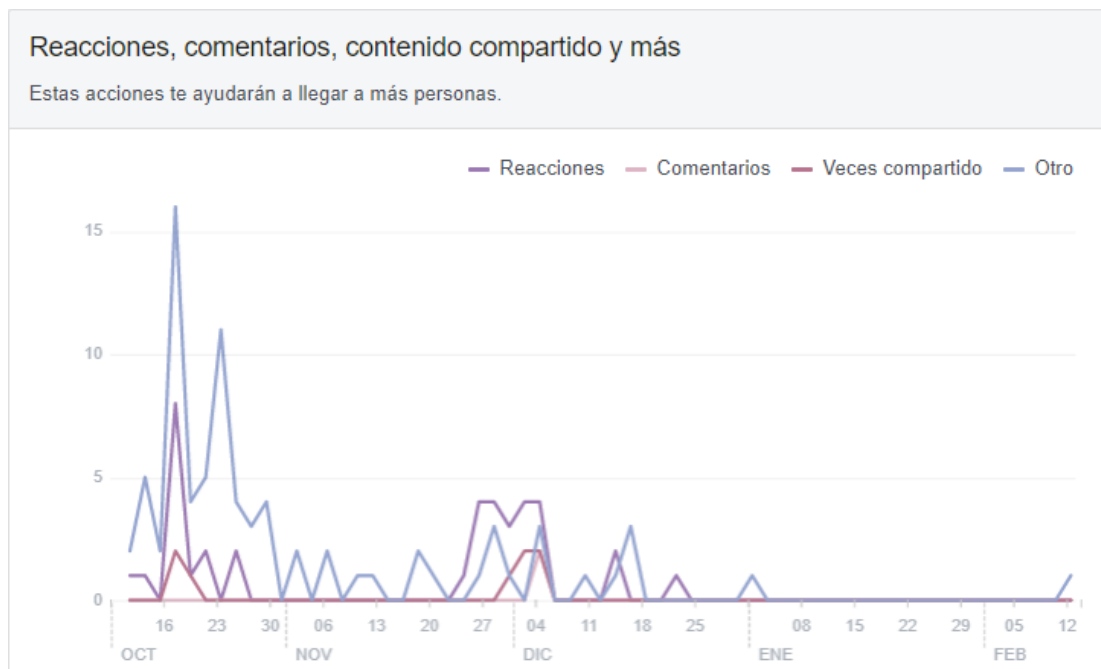 Reacciones, comentarios, contenido compartido y más
Estas acciones te ayudarán a llegar a más personas.
Reacciones Comentarios Veces compartido Otro
15
10
5
0
16 23 30 06 13 20 27 04 11 18 25 08 15 22 29 05 12
OCT NOV DIC ENE FEB